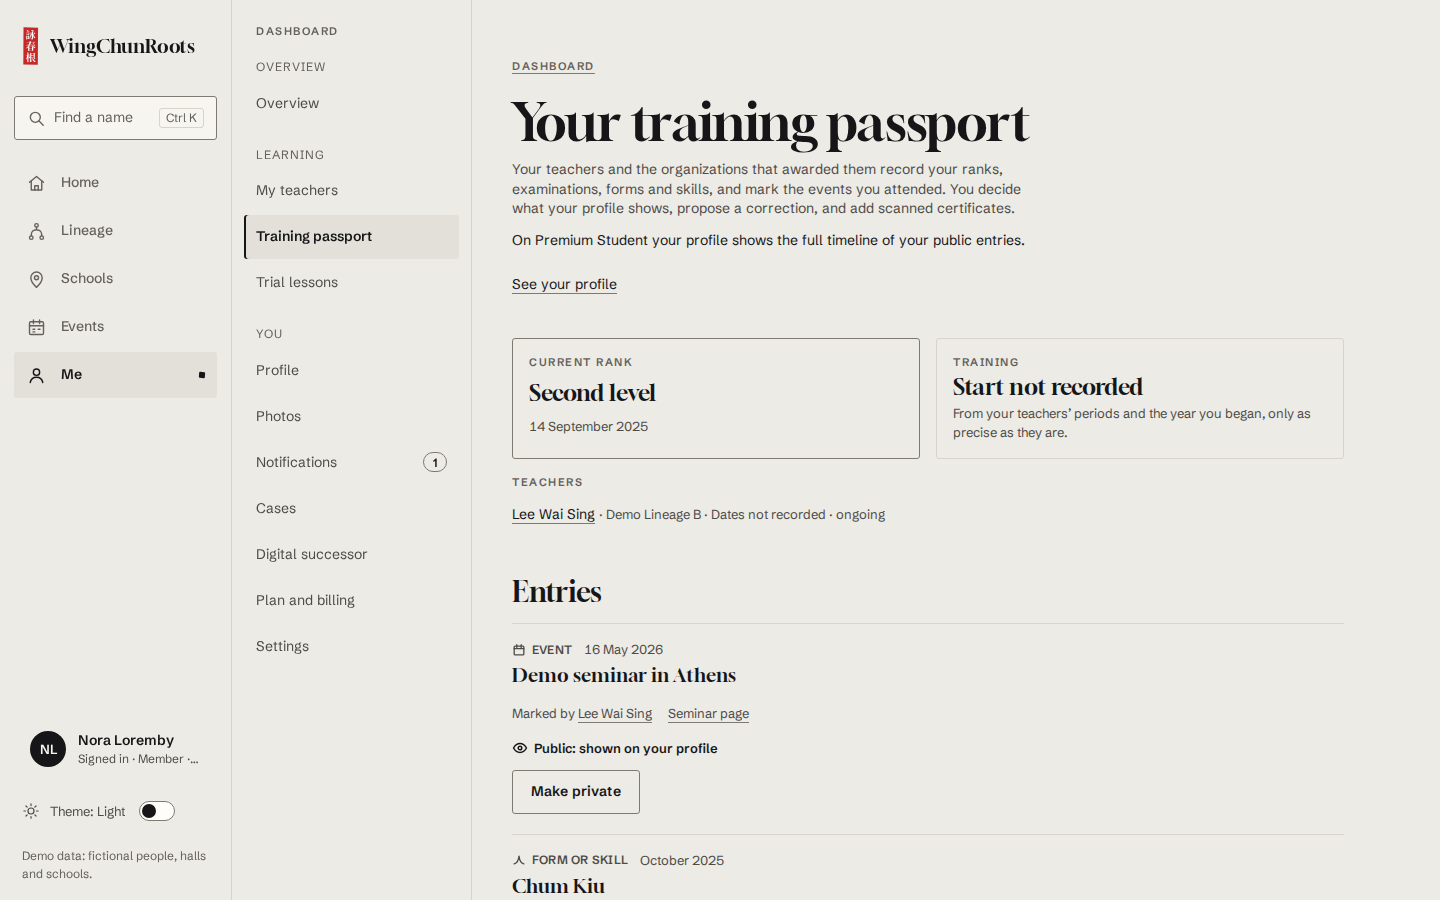 詠春根
WingChunRoots
Find a name
Ctrl K
Home
Lineage
Schools
Events
Me
NL
Nora Loremby
Signed in · Member ·…
Theme: Light
Demo data: fictional people, halls
and schools.
DASHBOARD
OVERVIEW
Overview
LEARNING
My teachers
Training passport
Trial lessons
YOU
Profile
Photos
Notifications
1
Cases
Digital successor
Plan and billing
Settings
DASHBOARD
Your training passport
Your teachers and the organizations that awarded them record your ranks,
examinations, forms and skills, and mark the events you attended. You decide
what your profile shows, propose a correction, and add scanned certificates.
On Premium Student your profile shows the full timeline of your public entries.
See your profile
CURRENT RANK
Second level
14 September 2025
TRAINING
Start not recorded
From your teachers’ periods and the year you began, only as
precise as they are.
TEACHERS
Lee Wai Sing · Demo Lineage B · Dates not recorded · ongoing
Entries
EVENT 16 May 2026
Demo seminar in Athens
Marked by Lee Wai Sing Seminar page
Public: shown on your profile
Make private
FORM OR SKILL October 2025
Chum Kiu